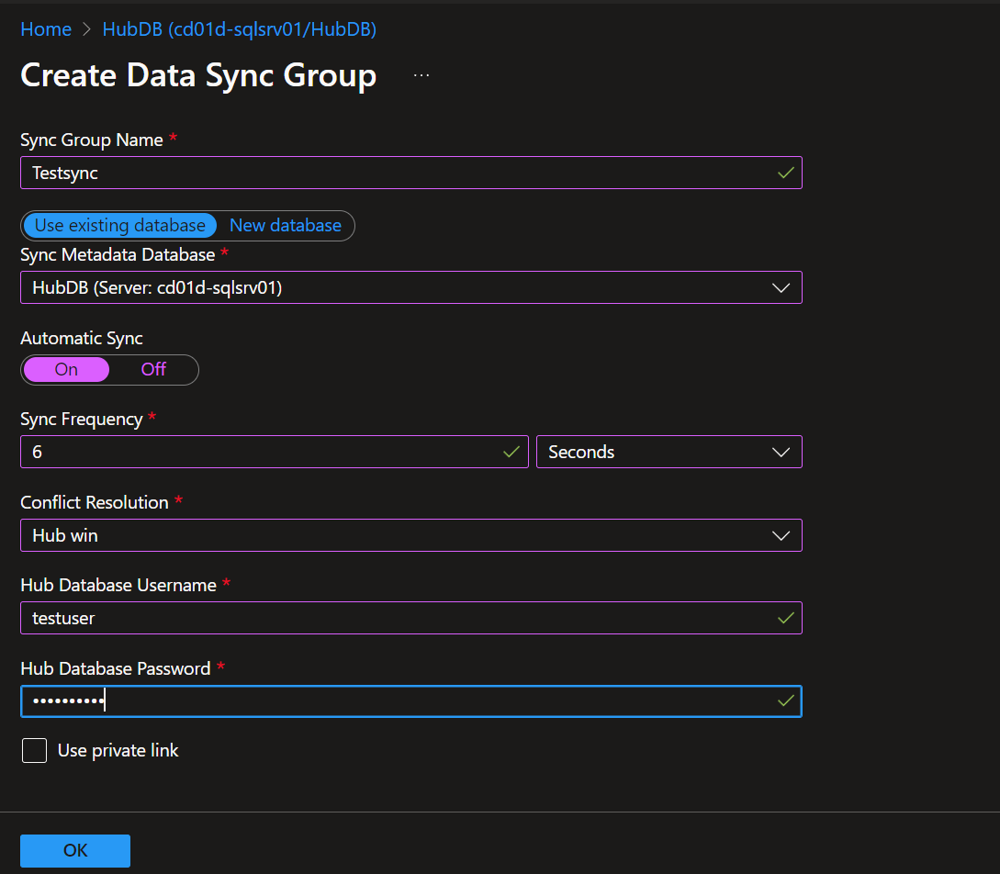 Home > HubDB (cd01d-sqlsrv01/HubDB)
Create Data Sync Group ...
Sync Group Name *
Testsync
Use existing database New database
Sync Metadata Database *
HubDB (Server: cd01d-sqlsrv01)
Automatic Sync
On Off
Sync Frequency *
6 Seconds
Conflict Resolution *
Hub win
Hub Database Username *
testuser
Hub Database Password *
••••••••••
Use private link
OK